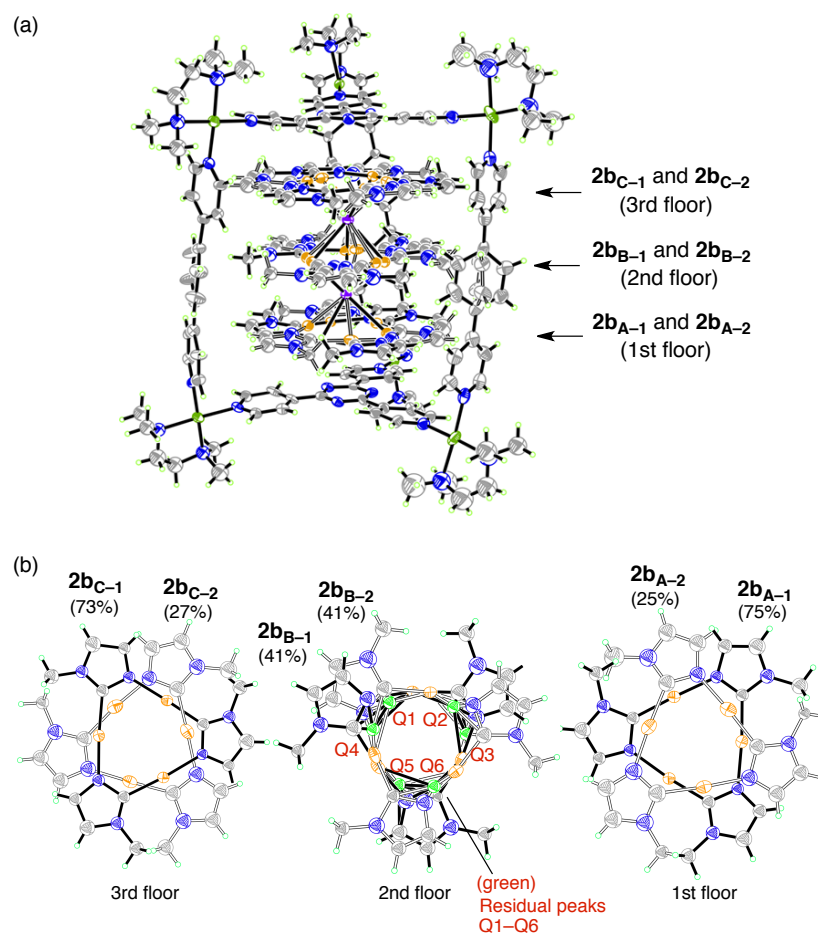 (a)
2bC–1 and 2bC–2
(3rd floor)
2bB–1 and 2bB–2
(2nd floor)
2bA–1 and 2bA–2
(1st floor)
(b)
2bC–1
(73%)
2bC–2
(27%)
2bB–2
(41%)
2bB–1
(41%)
2bA–2
(25%)
2bA–1
(75%)
Q1 Q2
Q4
Q3
Q5 Q6
3rd floor
2nd floor
(green)
Residual peaks
Q1–Q6
1st floor